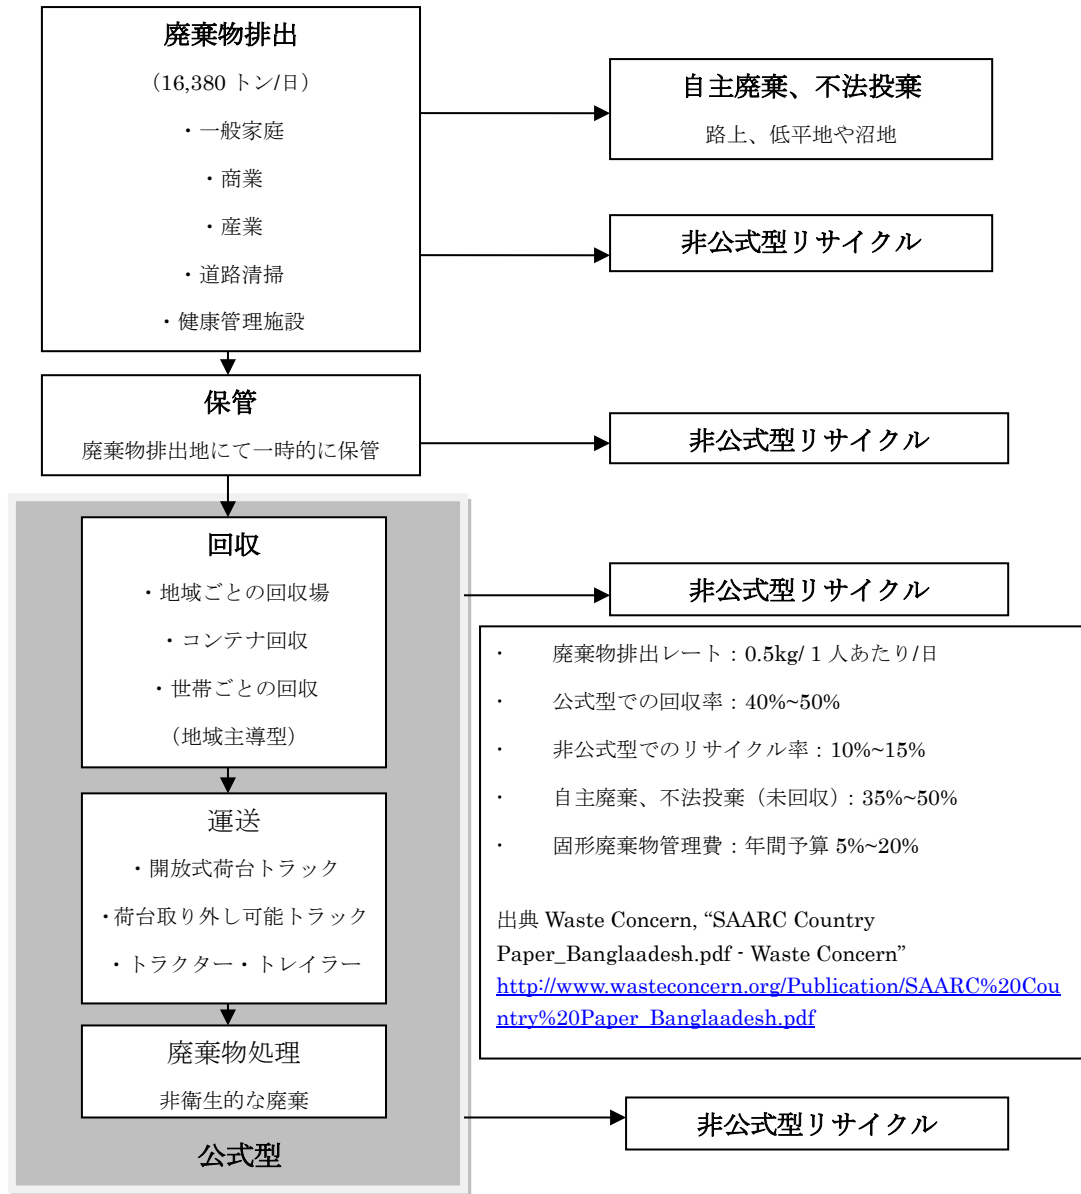 廃棄物排出
（16,380 トン/日）
・一般家庭
・商業
・産業
・道路清掃
・健康管理施設
自主廃棄、不法投棄
路上、低平地や沼地
非公式型リサイクル
保管
廃棄物排出地にて一時的に保管
非公式型リサイクル
回収
・地域ごとの回収場
・コンテナ回収
・世帯ごとの回収
（地域主導型）
非公式型リサイクル
・ 廃棄物排出レート：0.5kg/ 1 人あたり/日
・ 公式型での回収率：40%~50%
・ 非公式型でのリサイクル率：10%~15%
・ 自主廃棄、不法投棄（未回収）：35%~50%
・ 固形廃棄物管理費：年間予算 5%~20%
出典 Waste Concern, “SAARC Country
Paper_Banglaadesh.pdf - Waste Concern”
http://www.wasteconcern.org/Publication/SAARC%20Cou
ntry%20Paper_Banglaadesh.pdf
運送
・開放式荷台トラック
・荷台取り外し可能トラック
・トラクター・トレイラー
廃棄物処理
非衛生的な廃棄
非公式型リサイクル
公式型